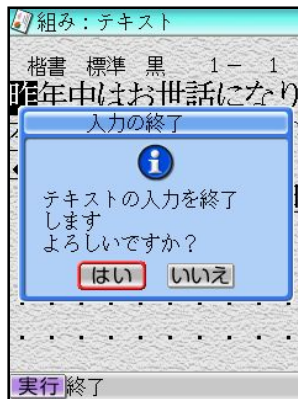 組み：テキスト
楷書 標準 黒 1－ 1
昨年中はお世話になり
入力の終了
テキストの入力を終了
します
よろしいですか？
はい いいえ
実行 終了